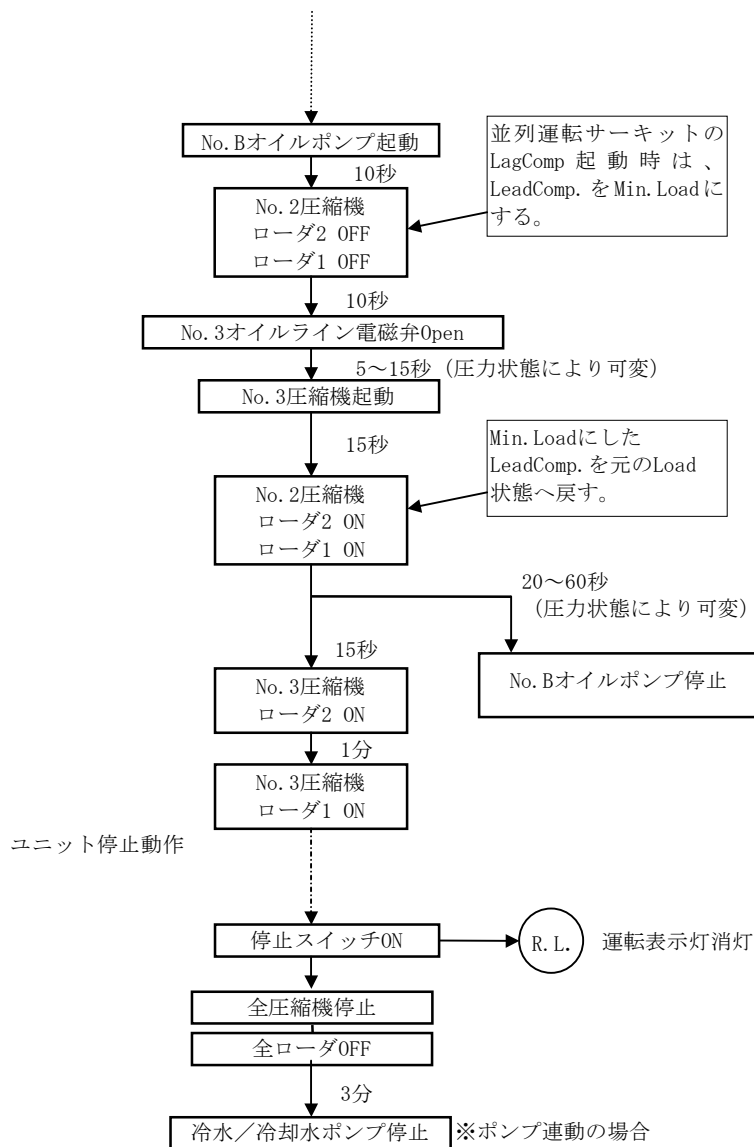 No.Bオイルポンプ起動
並列運転サーキットの
LagComp 起動時は、
LeadComp.をMin.Loadに
する。
10秒
No.2圧縮機
ローダ2 OFF
ローダ1 OFF
10秒
No.3オイルライン電磁弁Open
5～15秒（圧力状態により可変）
No.3圧縮機起動
15秒
Min.Loadにした
LeadComp.を元のLoad
状態へ戻す。
No.2圧縮機
ローダ2 ON
ローダ1 ON
20～60秒
（圧力状態により可変）
15秒
No.Bオイルポンプ停止
No.3圧縮機
ローダ2 ON
1分
No.3圧縮機
ローダ1 ON
ユニット停止動作
停止スイッチON
R.L.
運転表示灯消灯
全圧縮機停止
全ローダOFF
3分
冷水／冷却水ポンプ停止 ※ポンプ連動の場合